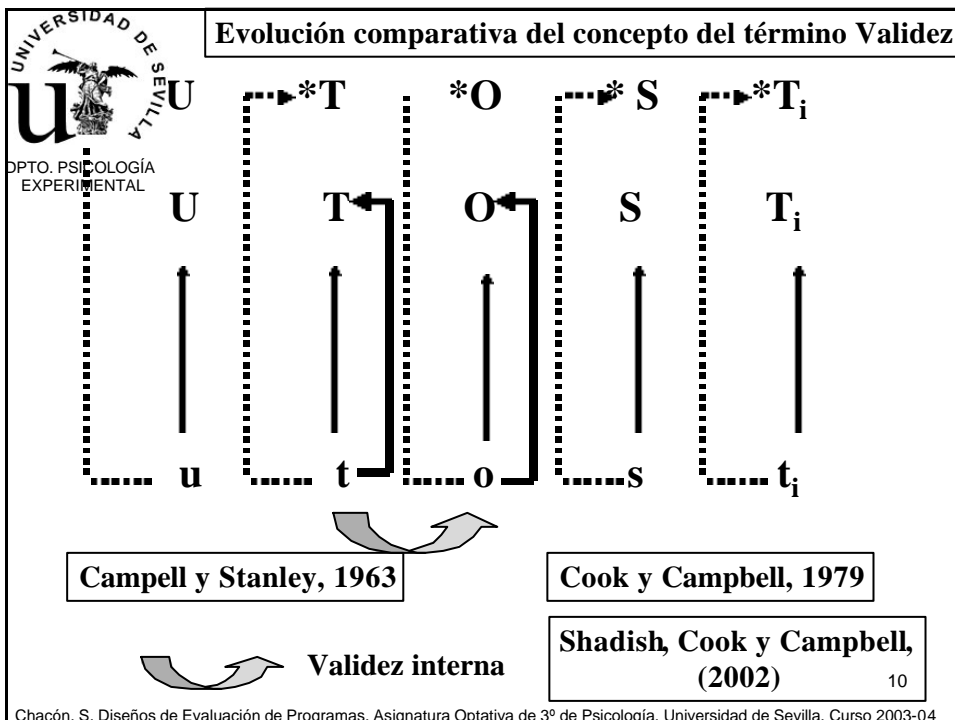 UNIVERSIDAD DE SEVILLA
u
DPTO. PSICOLOGÍA
EXPERIMENTAL
Evolución comparativa del concepto del término Validez
U *T *O * S *Ti
U T O S Ti
u t o s ti
Campell y Stanley, 1963
Cook y Campbell, 1979
Validez interna
Shadish, Cook y Campbell,
(2002)
10
Chacón, S. Diseños de Evaluación de Programas. Asignatura Optativa de 3º de Psicología. Universidad de Sevilla. Curso 2003-04